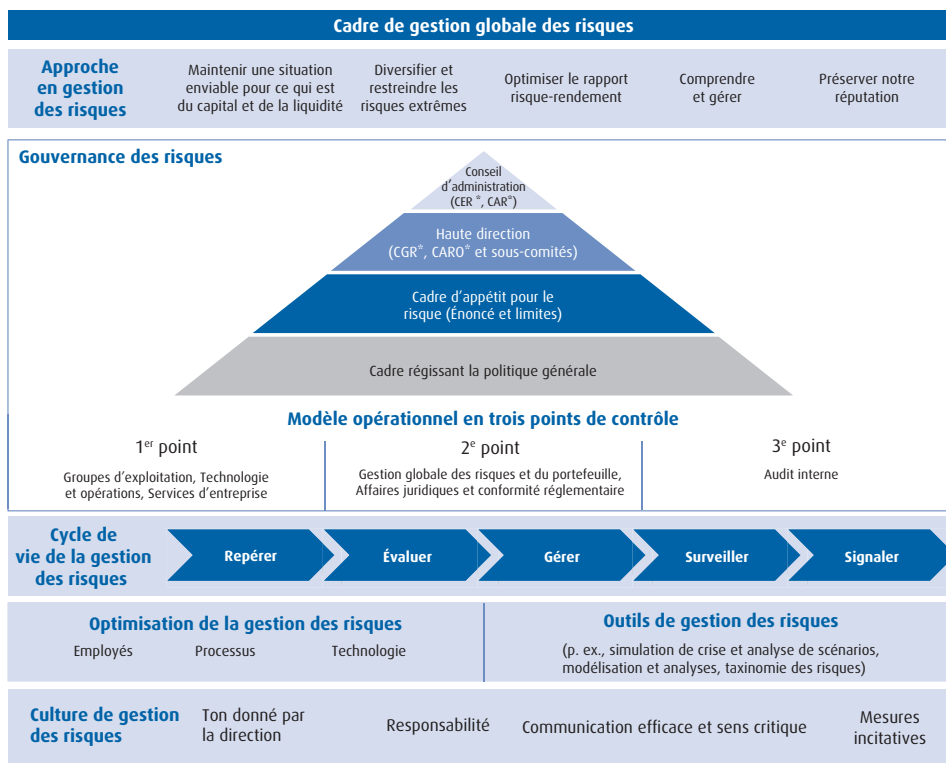 Cadre de gestion globale des risques
Approche
en gestion
des risques
Maintenir une situation
enviable pour ce qui est
du capital et de la liquidité
Diversifier et
restreindre les
risques extrêmes
Optimiser le rapport
risque-rendement
Comprendre
et gérer
Préserver notre
réputation
Gouvernance des risques
Conseil
d'administration
(CER *, CAR*)
Haute direction
(CGR*, CARO* et sous-comités)
Cadre d'appétit pour le
risque (Énoncé et limites)
Cadre régissant la politique générale
Modèle opérationnel en trois points de contrôle
1er point
Groupes d'exploitation, Technologie
et opérations, Services d'entreprise
2e point
Gestion globale des risques et du portefeuille,
Affaires juridiques et conformité réglementaire
3e point
Audit interne
Cycle de
vie de la gestion
des risques
Repérer
Évaluer
Gérer
Surveiller
Signaler
Optimisation de la gestion des risques
Employés
Processus
Technologie
Outils de gestion des risques
(p. ex., simulation de crise et analyse de scénarios,
modélisation et analyses, taxinomie des risques)
Culture de gestion
des risques
Ton donné par
la direction
Responsabilité
Communication efficace et sens critique
Mesures
incitatives